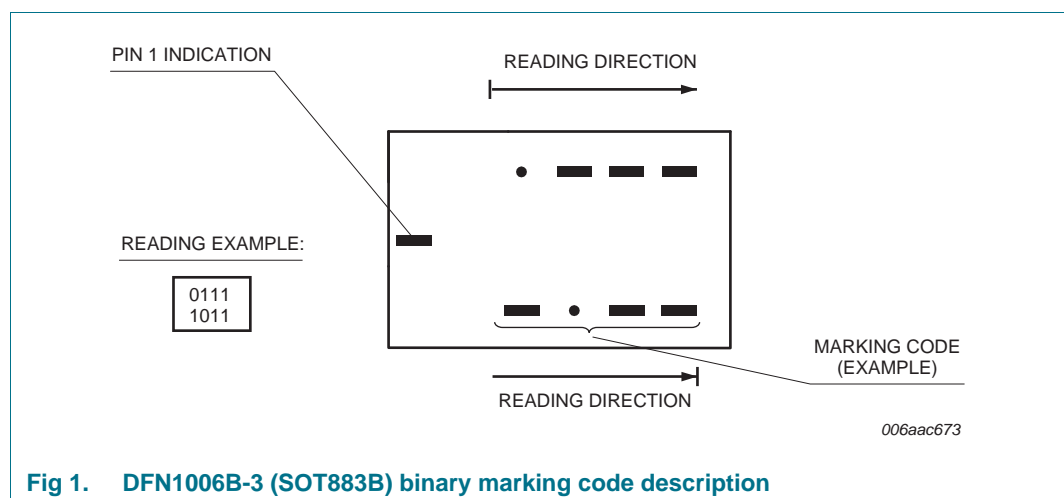 PIN 1 INDICATION
READING DIRECTION
READING EXAMPLE:
0111
1011
MARKING CODE
(EXAMPLE)
READING DIRECTION
006aac673
Fig 1. DFN1006B-3 (SOT883B) binary marking code description